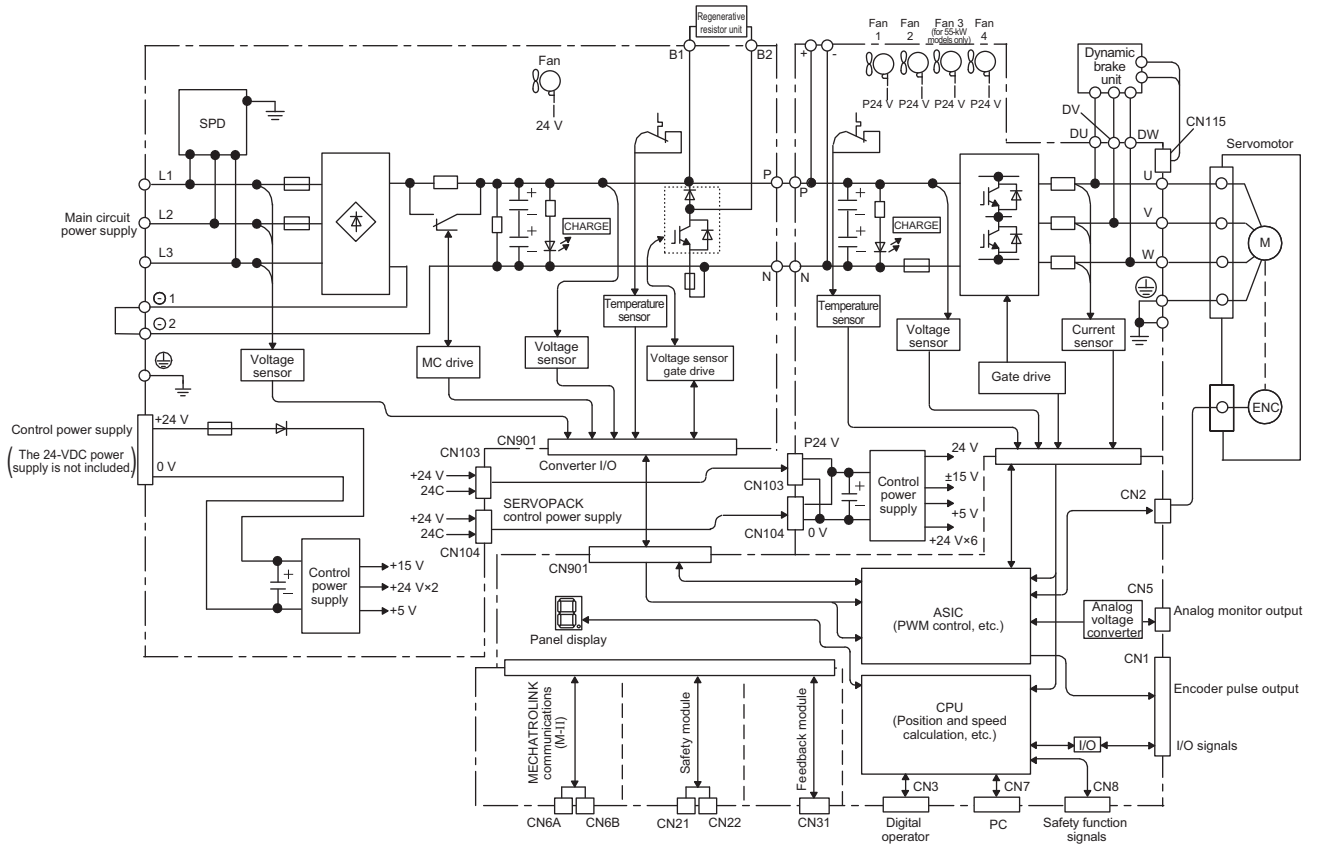 Regenerative
resistor unit
B1
B2
+
-
Fan
1
Fan
2
Fan 3
(for 55-kW
models only)
Fan
4
P24 V
P24 V
P24 V
P24 V
Dynamic
brake
unit
DV
DU
DW
CN115
Servomotor
Fan
24 V
SPD
L1
L2
L3
Main circuit
power supply
1
2
+
-
+
-
CHARGE
P
N
P
N
+
-
+
-
CHARGE
U
V
W
M
Temperature
sensor
Temperature
sensor
Voltage
sensor
MC drive
Voltage
sensor
Voltage sensor
gate drive
Voltage
sensor
Gate drive
Current
sensor
ENC
Control power supply
(The 24-VDC power
supply is not included.)
+24 V
0 V
CN901
Converter I/O
CN103
+24 V
24C
+24 V
24C
CN104
SERVOPACK
control power supply
P24 V
CN103
CN104
0 V
+
-
Control
power
supply
24 V
±15 V
+5 V
+24 V×6
CN2
+
-
Control
power
supply
+15 V
+24 V×2
+5 V
CN901
Panel display
ASIC
(PWM control, etc.)
CN5
Analog
voltage
converter
Analog monitor output
CN1
Encoder pulse output
CPU
(Position and speed
calculation, etc.)
I/O
I/O signals
MECHATROLINK
communications
(M-II)
Safety module
Feedback module
CN6A
CN6B
CN21
CN22
CN31
CN3
Digital
operator
CN7
PC
CN8
Safety function
signals